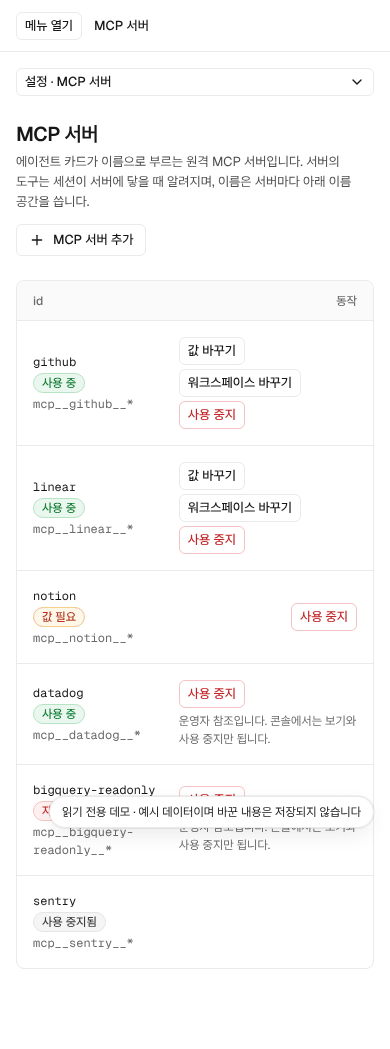 메뉴 열기 MCP 서버
설정 · MCP 서버
MCP 서버
에이전트 카드가 이름으로 부르는 원격 MCP 서버입니다. 서버의
도구는 세션이 서버에 닿을 때 알려지며, 이름은 서버마다 아래 이름
공간을 씁니다.
MCP 서버 추가
id 동작
github
사용 중
mcp__github__*
값 바꾸기
워크스페이스 바꾸기
사용 중지
linear
사용 중
mcp__linear__*
값 바꾸기
워크스페이스 바꾸기
사용 중지
notion
값 필요
mcp__notion__*
사용 중지
datadog
사용 중
mcp__datadog__*
사용 중지
운영자 참조입니다. 콘솔에서는 보기와
사용 중지만 됩니다.
bigquery-readonly
mcp__bigquery-
readonly__*
읽기 전용 데모 · 예시 데이터이며 바꾼 내용은 저장되지 않습니다
사용 중지만 됩니다.
sentry
사용 중지됨
mcp__sentry__*